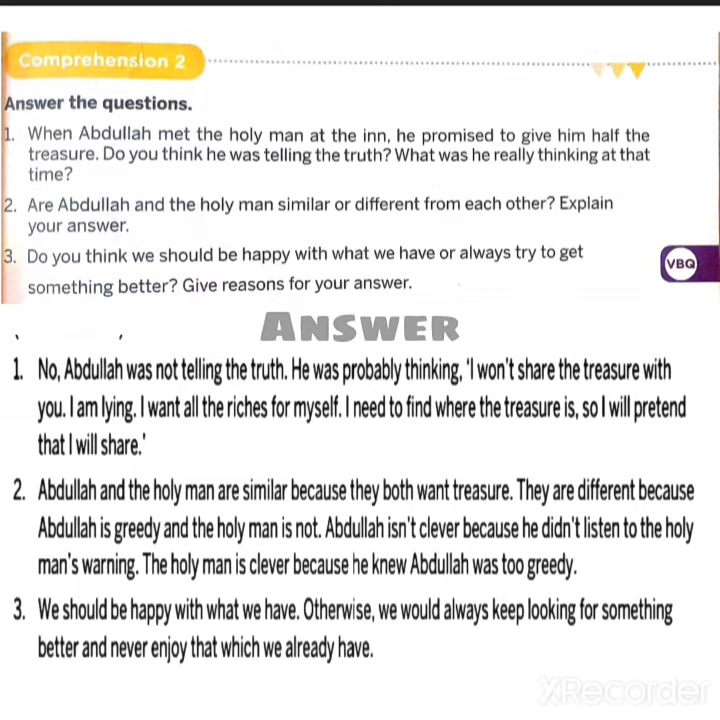 Comprehension 2
Answer the questions.
1. When Abdullah met the holy man at the inn, he promised to give him half the
treasure. Do you think he was telling the truth? What was he really thinking at that
time?
2. Are Abdullah and the holy man similar or different from each other? Explain
your answer.
3. Do you think we should be happy with what we have or always try to get
something better? Give reasons for your answer.
VBQ
ANSWER
1. No, Abdullah was not telling the truth. He was probably thinking, 'I won't share the treasure with
you. I am lying. I want all the riches for myself. I need to find where the treasure is, so I will pretend
that I will share.'
2. Abdullah and the holy man are similar because they both want treasure. They are different because
Abdullah is greedy and the holy man is not. Abdullah isn't clever because he didn't listen to the holy
man's warning. The holy man is clever because he knew Abdullah was too greedy.
3. We should be happy with what we have. Otherwise, we would always keep looking for something
better and never enjoy that which we already have.
XRecorder